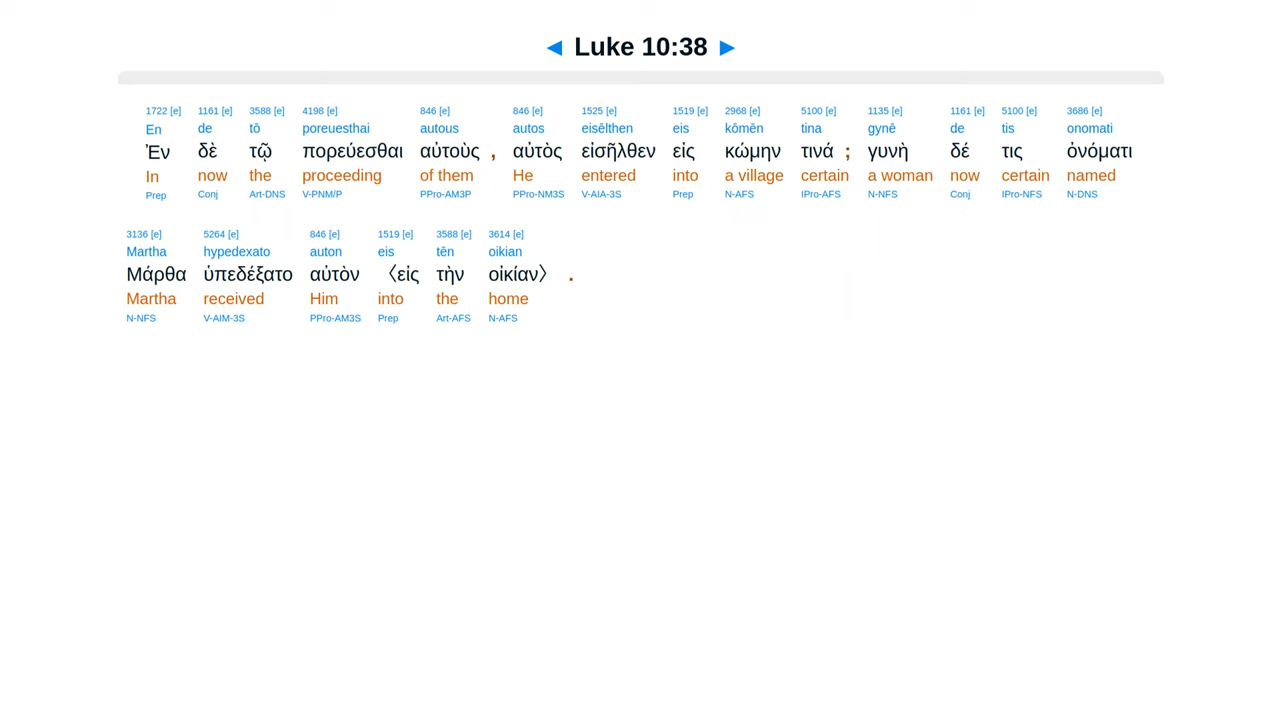 ◄ Luke 10:38 ►
1722 [e] 1161 [e] 3588 [e] 4198 [e] 846 [e] 846 [e] 1525 [e] 1519 [e] 2968 [e] 5100 [e] 1135 [e] 1161 [e] 5100 [e] 3686 [e]
En de tō poreuesthai autous autos eisēlthen eis kōmēn tina gynē de tis onomati
Ἐν δὲ τῷ πορεύεσθαι αὐτοὺς , αὐτὸς εἰσῆλθεν εἰς κώμην τινά ; γυνὴ δέ τις ὀνόματι
In now the proceeding of them He entered into a village certain a woman now certain named
Prep Conj Art-DNS V-PNM/P PPro-AM3P PPro-NM3S V-AIA-3S Prep N-AFS IPro-AFS N-NFS Conj IPro-NFS N-DNS
3136 [e] 5264 [e] 846 [e] 1519 [e] 3588 [e] 3614 [e]
Martha hypedexato auton eis tēn oikian
Μάρθα ὑπεδέξατο αὐτὸν 〈εἰς τὴν οἰκίαν〉 .
Martha received Him into the home
N-NFS V-AIM-3S PPro-AM3S Prep Art-AFS N-AFS